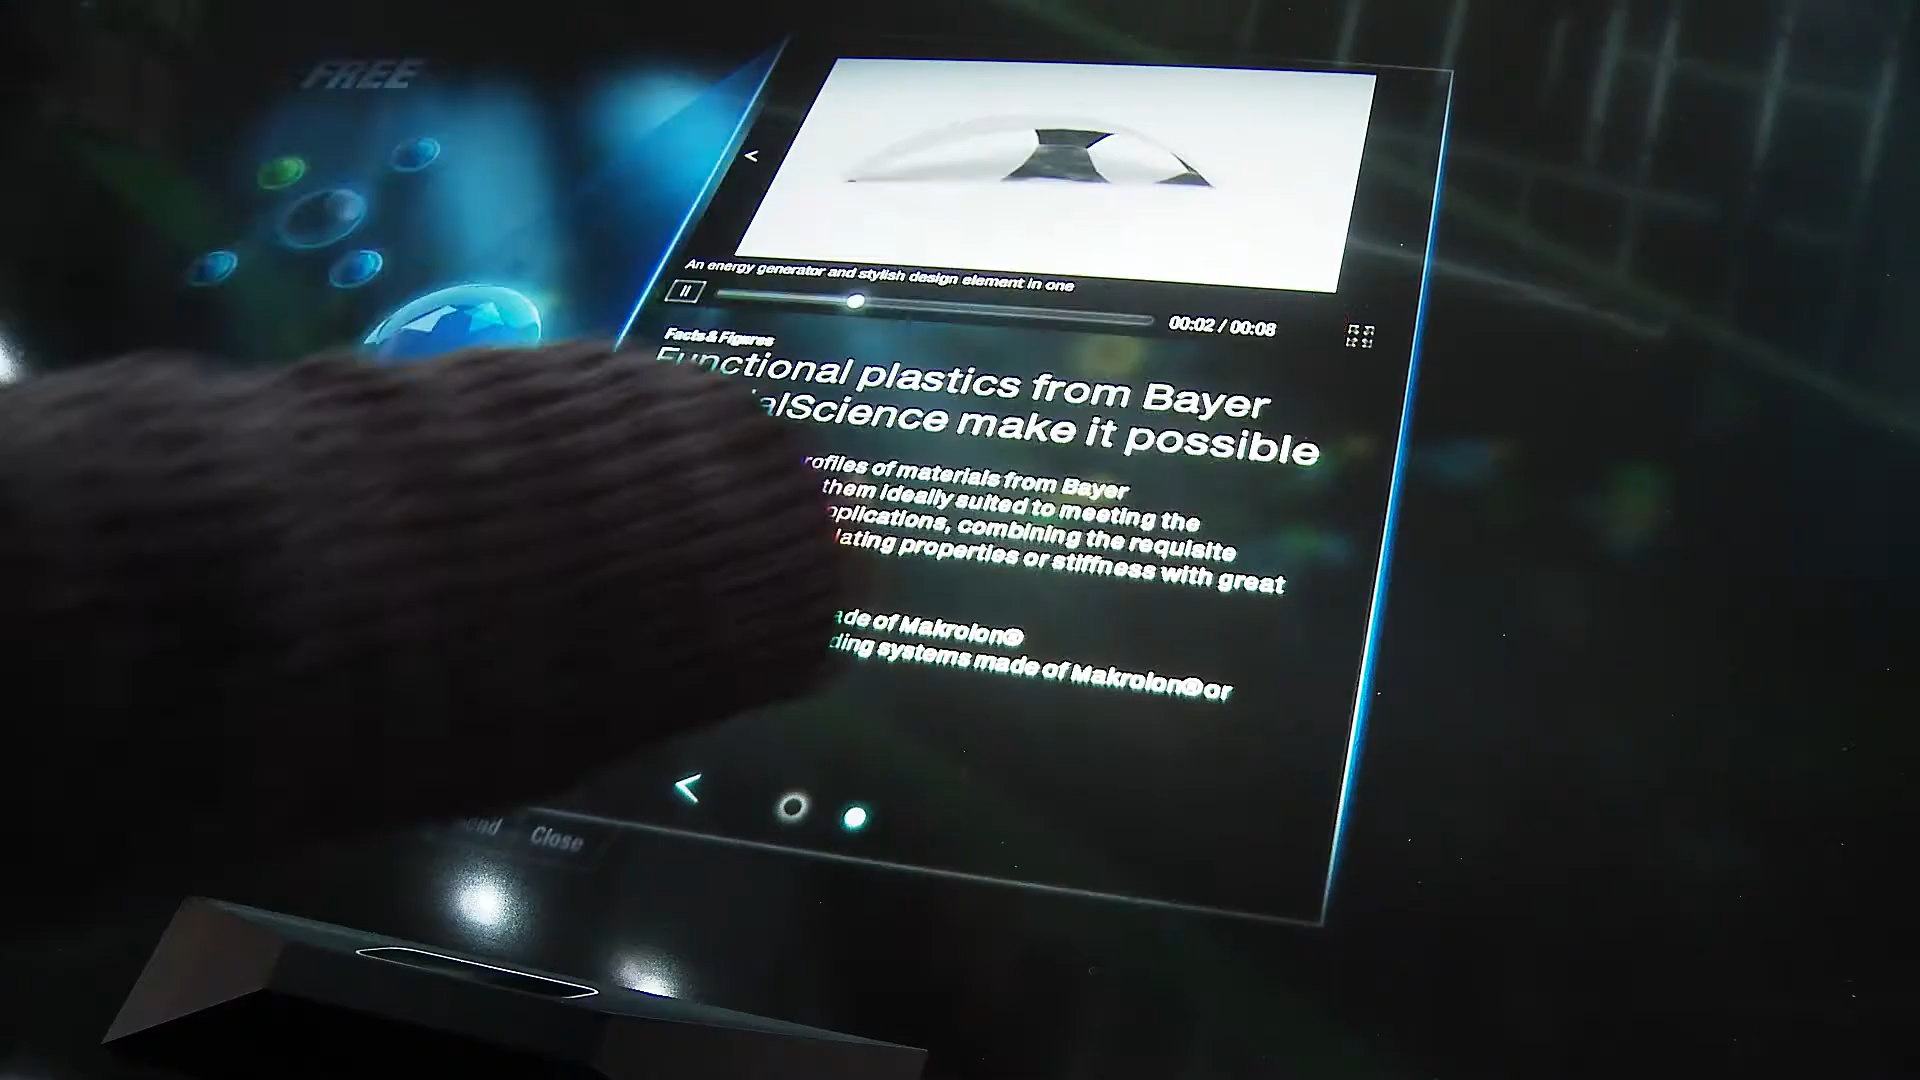 FREE
<
An energy generator and stylish design element in one
00:02 / 00:08
Facts & Figures
Functional plastics from Bayer
alScience make it possible
rofiles of materials from Bayer
them ideally suited to meeting the
pplications, combining the requisite
lating properties or stiffness with great
ade of Makrolon®
ding systems made of Makrolon® or
<
end Close